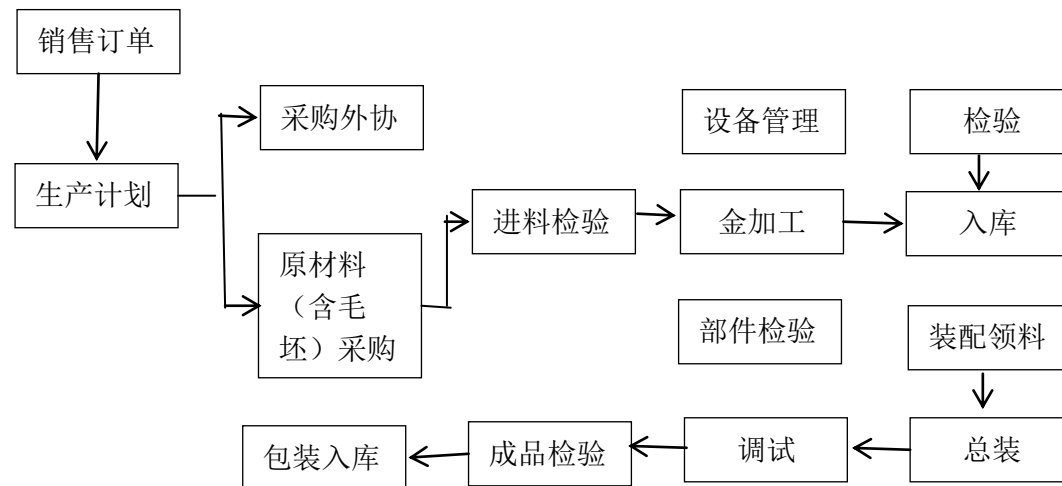 销售订单
采购外协
设备管理
检验
生产计划
进料检验
金加工
入库
原材料
（含毛
坯）采购
部件检验
装配领料
包装入库
成品检验
调试
总装